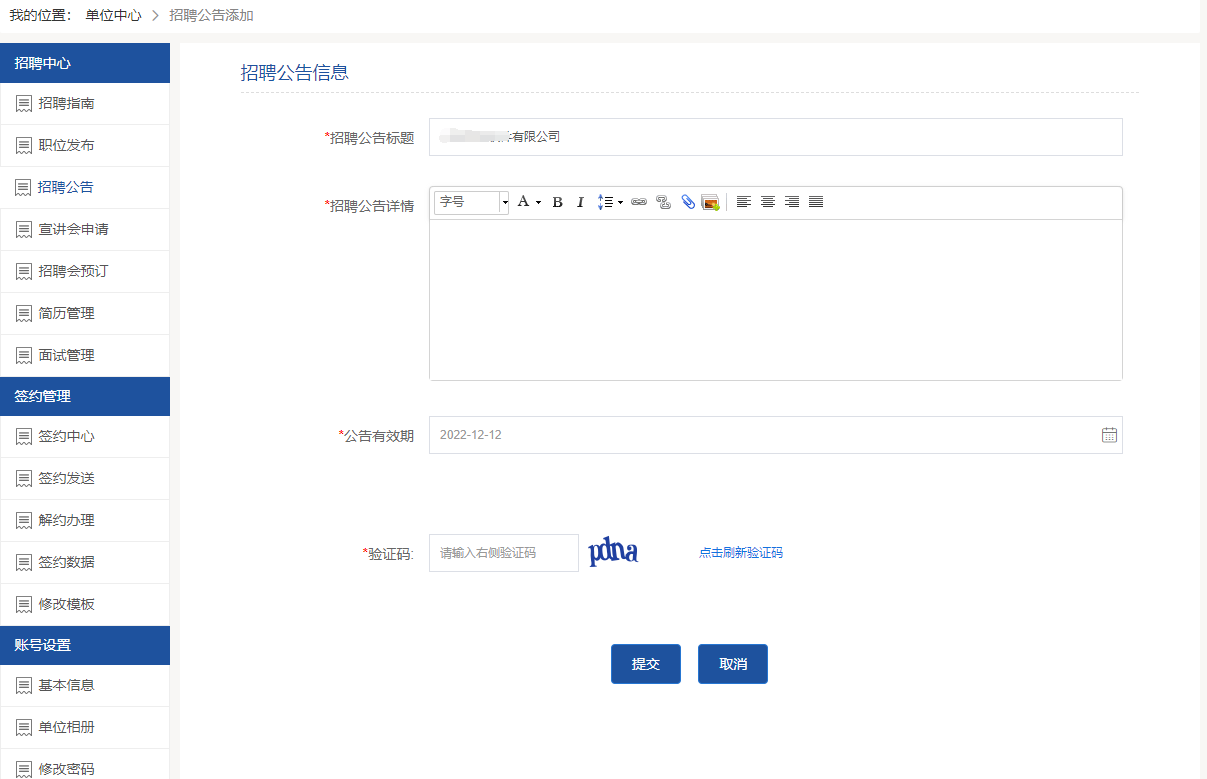 我的位置： 单位中心 > 招聘公告添加
招聘中心
招聘指南
职位发布
招聘公告
宣讲会申请
招聘会预订
简历管理
面试管理
签约管理
签约中心
签约发送
解约办理
签约数据
修改模板
账号设置
基本信息
单位相册
修改密码
招聘公告信息
*招聘公告标题
有限公司
*招聘公告详情
字号 A B I
*公告有效期
2022-12-12
*验证码:
请输入右侧验证码
pdna
点击刷新验证码
提交
取消